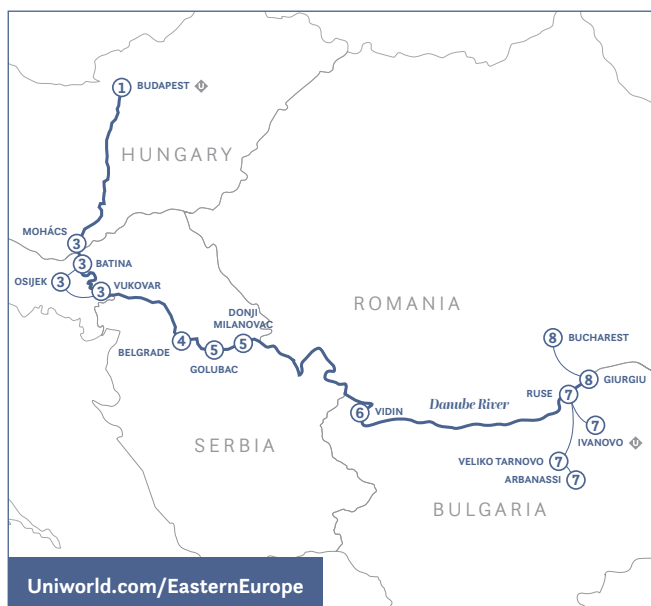 1
BUDAPEST U
HUNGARY
MOHÁCS
3
3
BATINA
OSIJEK
3
3
VUKOVAR
DONJI
MILANOVAC
ROMANIA
BELGRADE
4
5
GOLUBAC
5
8
BUCHAREST
8
GIURGIU
RUSE
7
Danube River
6
VIDIN
7
IVANOVO U
SERBIA
VELIKO TARNOVO
7
ARBANASSI
7
BULGARIA
Uniworld.com/EasternEurope